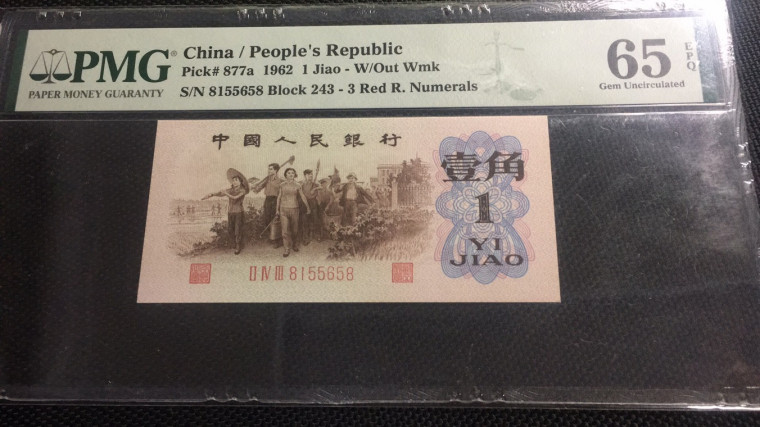 PMG® China / People's Republic
PAPER MONEY GUARANTY
Pick# 877a 1962 1 Jiao - W/Out Wmk
S/N 8155658 Block 243 - 3 Red R. Numerals
65 EPQ
Gem Uncirculated
中國人民銀行
壹角
1
YI
JIAO
II IV III 8155658